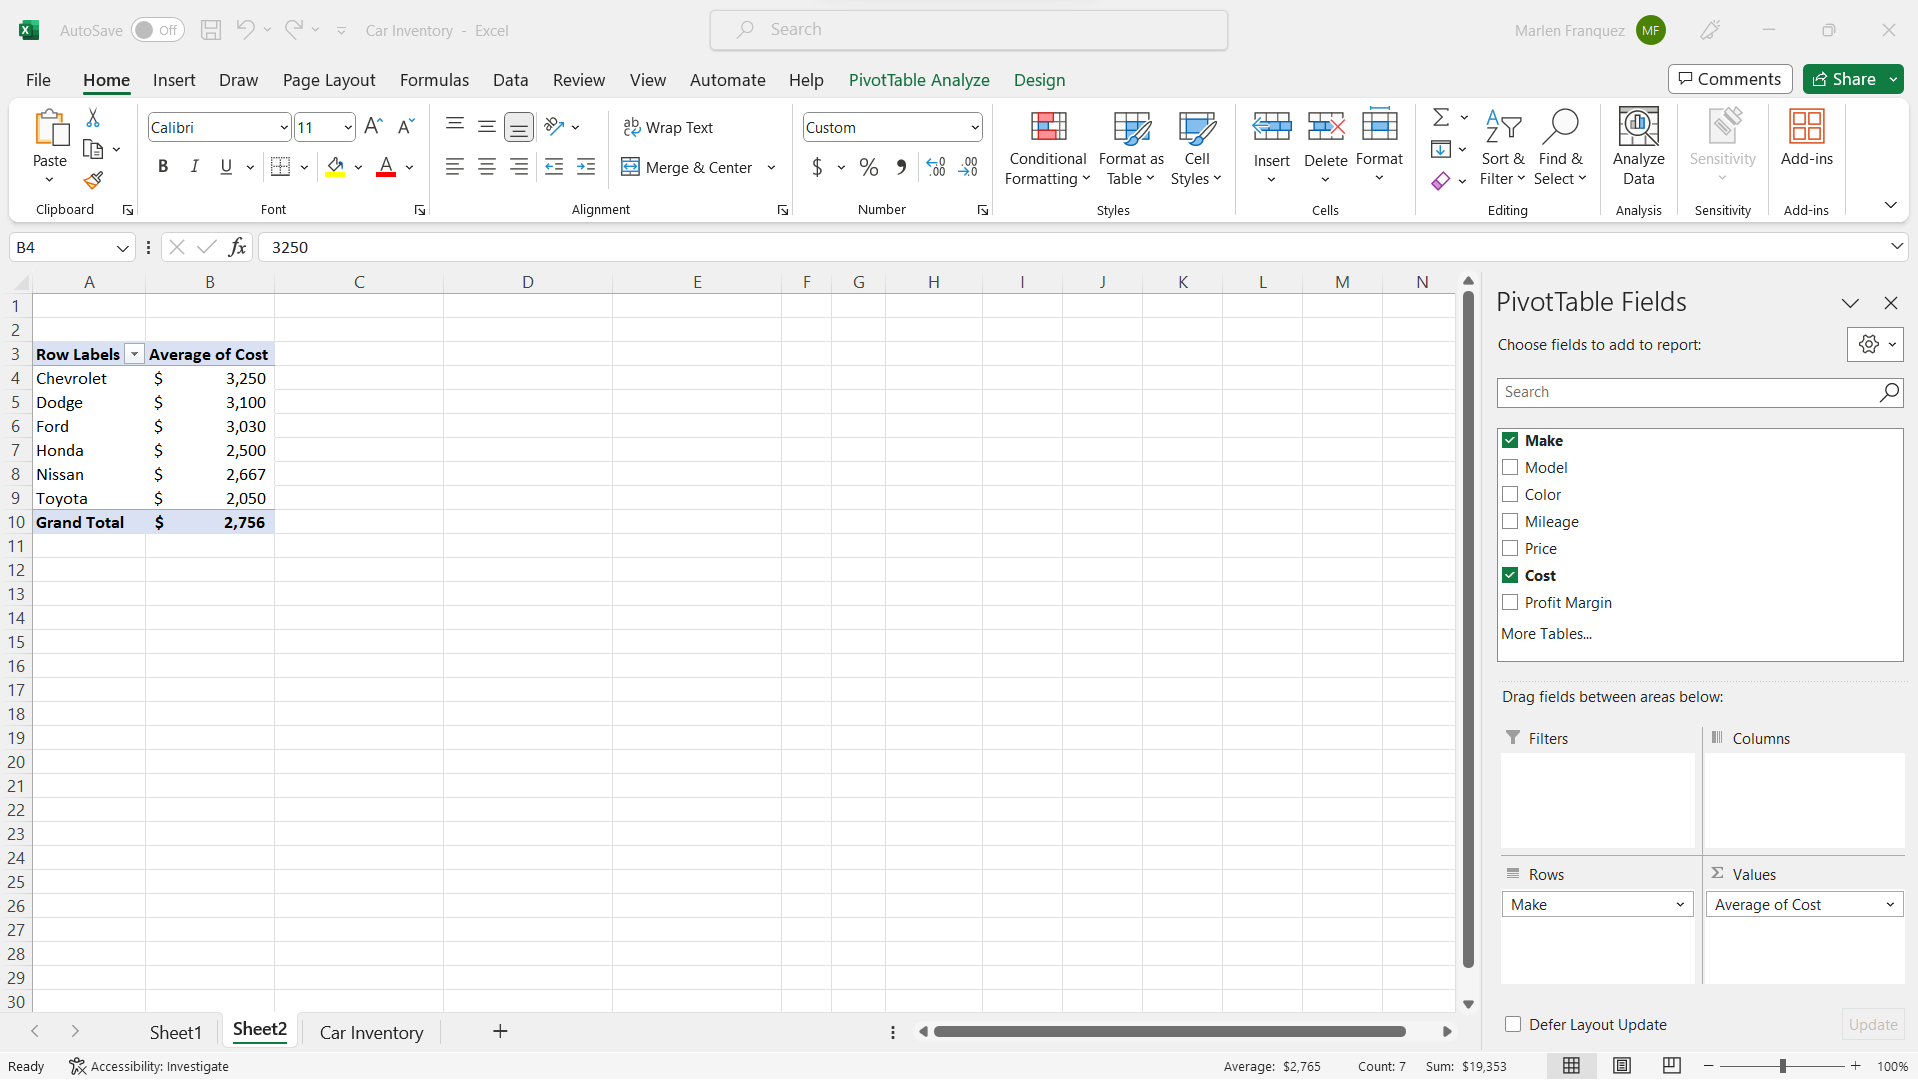 AutoSave Off Car Inventory - Excel Search Marlen Franquez MF
File Home Insert Draw Page Layout Formulas Data Review View Automate Help PivotTable Analyze Design Comments Share
Paste
Clipboard
Calibri 11
B I U A
Font
Wrap Text
Merge & Center
Alignment
Custom
$ % 9 .00 .00
Number
Conditional Formatting
Format as Table
Cell Styles
Styles
Insert Delete Format
Cells
Sort & Filter
Find & Select
Editing
Analyze Data
Analysis
Sensitivity
Sensitivity
Add-ins
Add-ins
B4 fx 3250
A B C D E F G H I J K L M N
1
2
3 Row Labels Average of Cost
4 Chevrolet $ 3,250
5 Dodge $ 3,100
6 Ford $ 3,030
7 Honda $ 2,500
8 Nissan $ 2,667
9 Toyota $ 2,050
10 Grand Total $ 2,756
11
12
13
14
15
16
17
18
19
20
21
22
23
24
25
26
27
28
29
30
PivotTable Fields
Choose fields to add to report:
Search
Make
Model
Color
Mileage
Price
Cost
Profit Margin
More Tables...
Drag fields between areas below:
Filters Columns
Rows Values
Make Average of Cost
Defer Layout Update Update
Sheet1 Sheet2 Car Inventory
Ready Accessibility: Investigate Average: $2,765 Count: 7 Sum: $19,353 100%